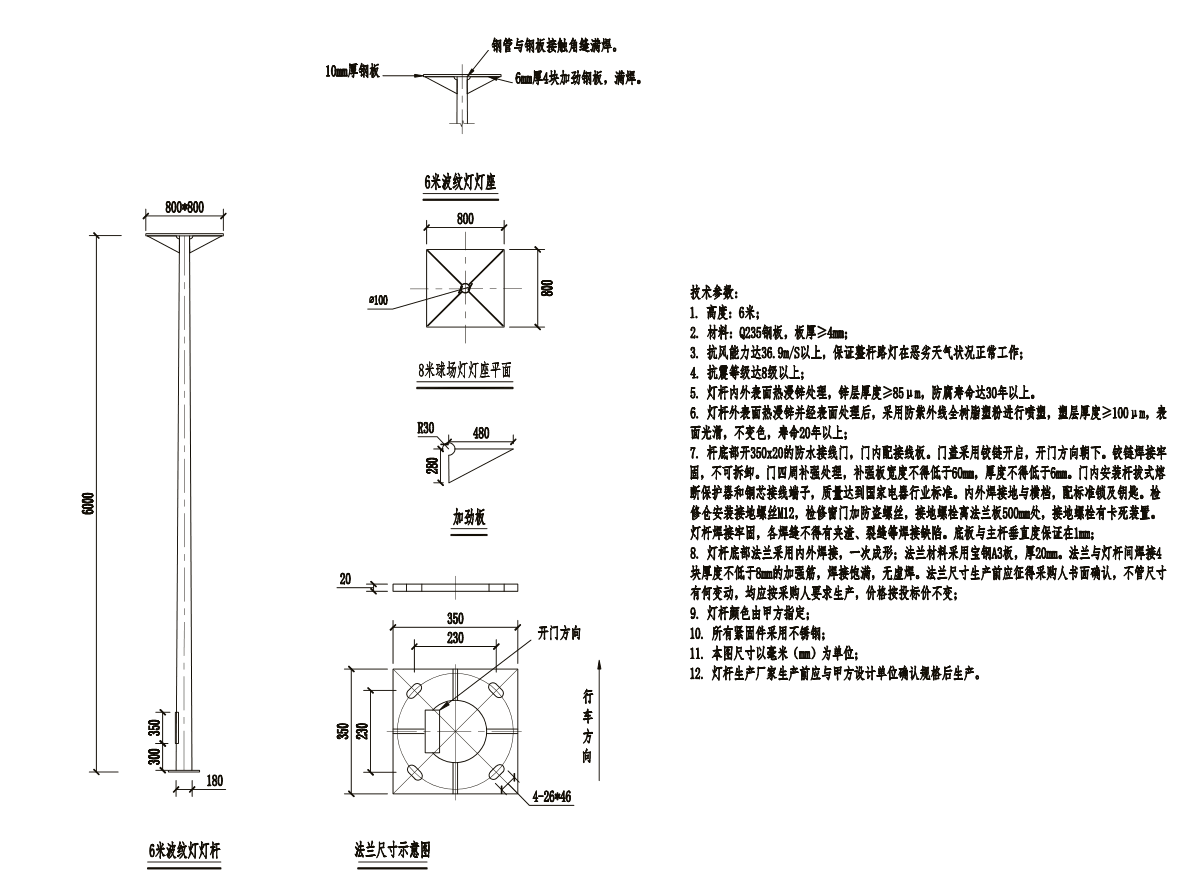 钢管与钢板接触角缝满焊。
10mm厚钢板
6mm厚4块加劲钢板，满焊。
6米波纹灯灯座
800*800
800
800
⌀100
8米球场灯灯座平面
R30
480
280
加劲板
6000
350
300
180
6米波纹灯灯杆
20
350
230
开门方向
350
230
行车方向
4-26*46
法兰尺寸示意图
技术参数：
1. 高度：6米；
2. 材料：Q235钢板，板厚≥4mm；
3. 抗风能力达36.9m/S以上，保证整杆路灯在恶劣天气状况正常工作；
4. 抗震等级达8级以上；
5. 灯杆内外表面热浸锌处理，锌层厚度≥85μm，防腐寿命达30年以上。
6. 灯杆外表面热浸锌并经表面处理后，采用防紫外线全树脂塑粉进行喷塑，塑层厚度≥100μm，表
面光滑，不变色，寿命20年以上；
7. 杆底部开350x20的防水接线门，门内配接线板。门盖采用铰链开启，开门方向朝下。铰链焊接牢
固，不可拆卸。门四周补强处理，补强板宽度不得低于60mm，厚度不得低于6mm。门内安装杆拔式熔
断保护器和铜芯接线端子，质量达到国家电器行业标准。内外焊接地与横档，配标准锁及钥匙。检
修仓安装接地螺丝M12，检修窗门加防盗螺丝，接地螺栓离法兰板500mm处，接地螺栓有卡死装置。
灯杆焊接牢固，各焊缝不得有夹渣、裂缝等焊接缺陷。底板与主杆垂直度保证在1mm；
8. 灯杆底部法兰采用内外焊接，一次成形；法兰材料采用宝钢A3板，厚20mm。法兰与灯杆间焊接4
块厚度不低于8mm的加强筋，焊接饱满，无虚焊。法兰尺寸生产前应征得采购人书面确认，不管尺寸
有何变动，均应按采购人要求生产，价格按投标价不变；
9. 灯杆颜色由甲方指定；
10. 所有紧固件采用不锈钢；
11. 本图尺寸以毫米（mm）为单位；
12. 灯杆生产厂家生产前应与甲方设计单位确认规格后生产。